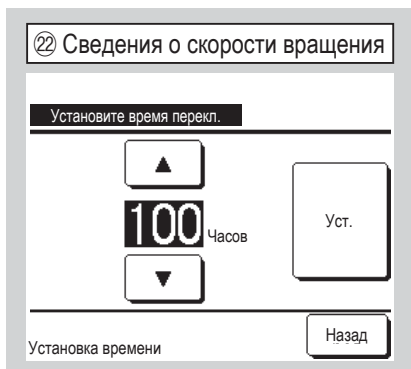 ㉒ Сведения о скорости вращения
Установите время перекл.
▲
100 Часов
▼
Уст.
Установка времени
Назад